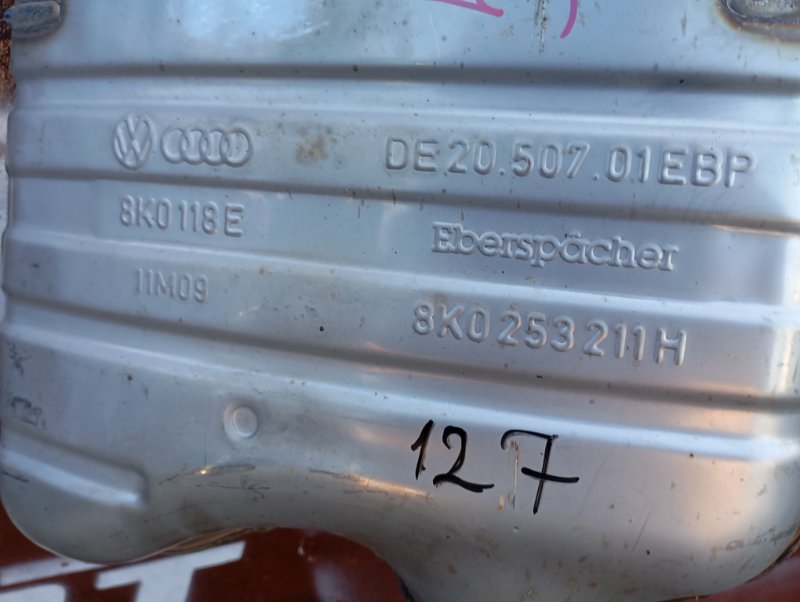 DE20.507.01EBP
8K0118E
Eberspächer
11M09
8K0253211H
127